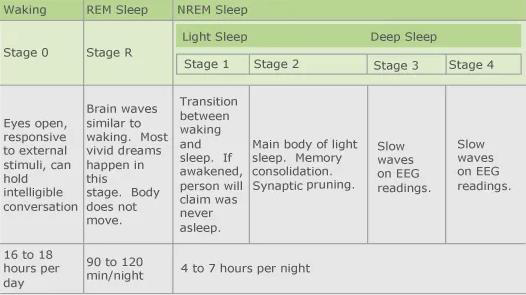 Waking REM Sleep NREM Sleep
Stage 0 Stage R
Light Sleep Deep Sleep
Stage 1 Stage 2 Stage 3 Stage 4
Eyes open,
responsive
to external
stimuli, can
hold
intelligible
conversation
Brain waves
similar to
waking. Most
vivid dreams
happen in
this
stage. Body
does not
move.
Transition
between
waking
and
sleep. If
awakened,
person will
claim was
never
asleep.
Main body of light
sleep. Memory
consolidation.
Synaptic pruning.
Slow
waves
on EEG
readings.
Slow
waves
on EEG
readings.
16 to 18
hours per
day
90 to 120
min/night
4 to 7 hours per night